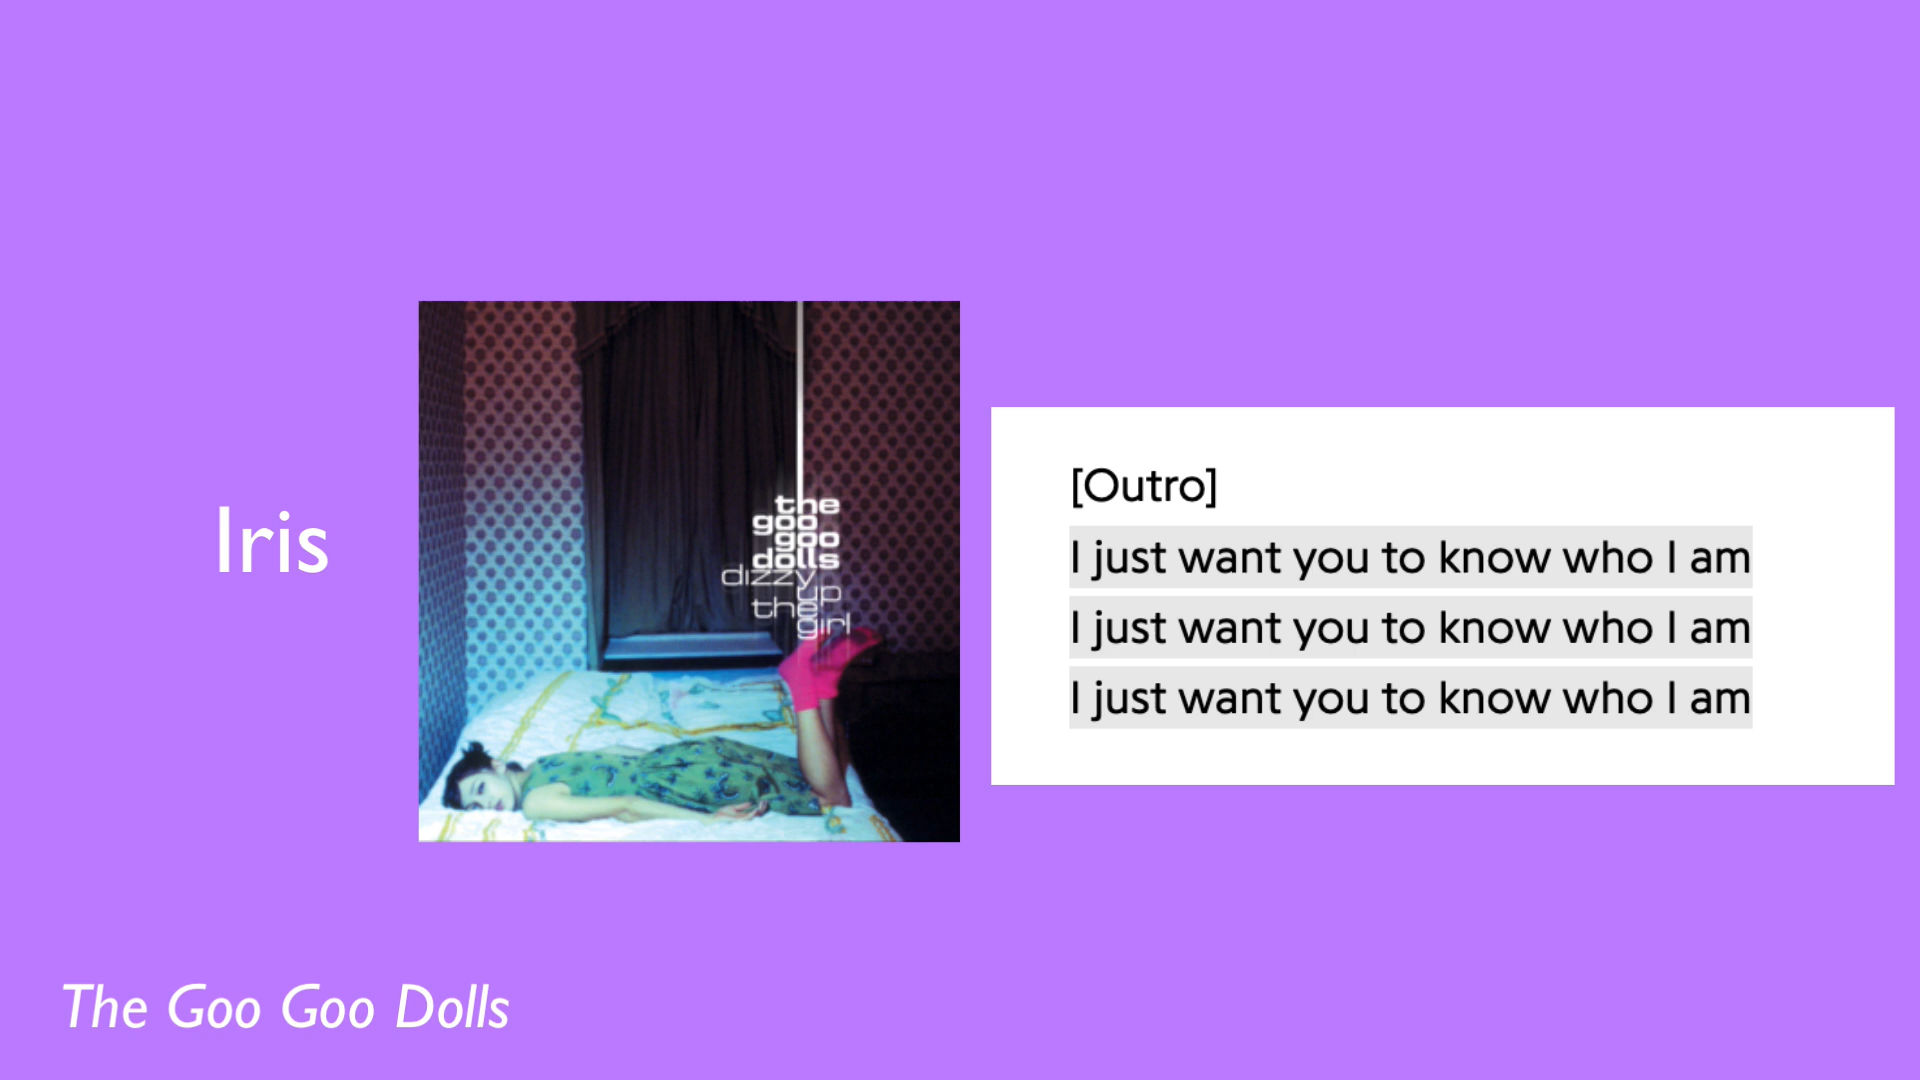 Iris
the
goo
goo
dolls
dizzy
up
the
girl
[Outro]
I just want you to know who I am
I just want you to know who I am
I just want you to know who I am
The Goo Goo Dolls